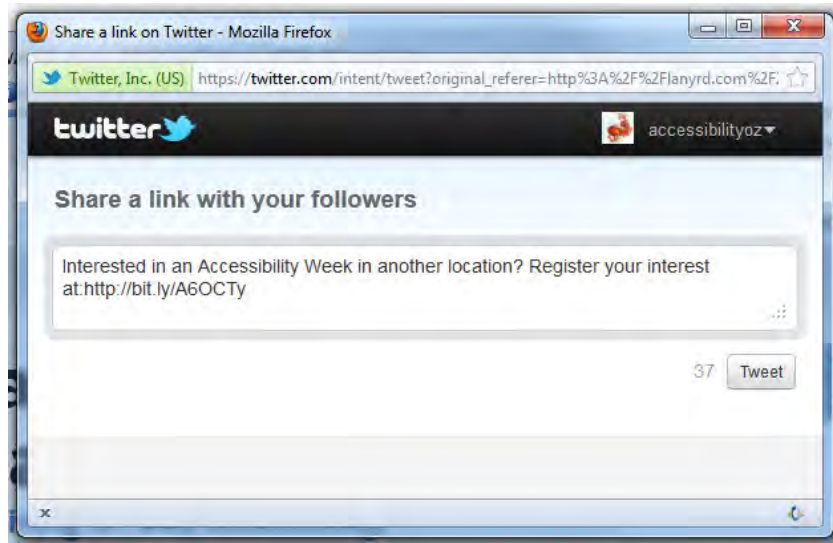 Share a link on Twitter - Mozilla Firefox
Twitter, Inc. (US) https://twitter.com/intent/tweet?original_referer=http%3A%2F%2Flanyrd.com%2F.
twitter
accessibilityoz
Share a link with your followers
Interested in an Accessibility Week in another location? Register your interest
at:http://bit.ly/A6OCTy
37 Tweet